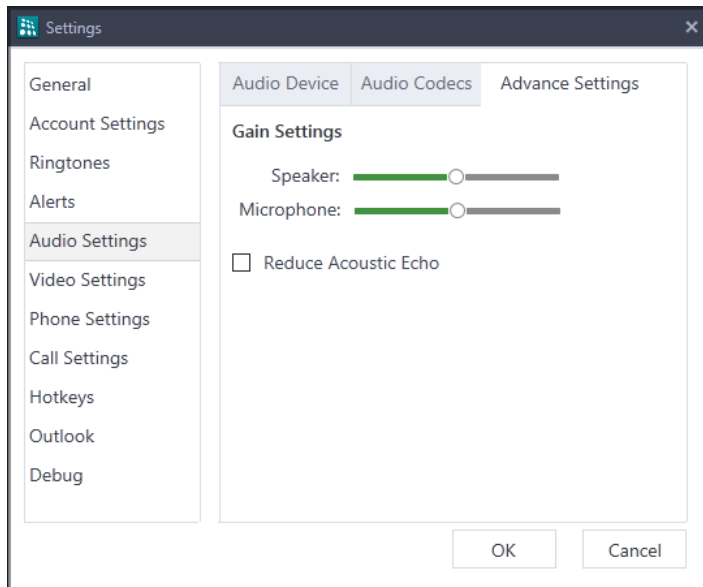 Settings
General
Account Settings
Ringtones
Alerts
Audio Settings
Video Settings
Phone Settings
Call Settings
Hotkeys
Outlook
Debug
Audio Device Audio Codecs Advance Settings
Gain Settings
Speaker:
Microphone:
Reduce Acoustic Echo
OK Cancel